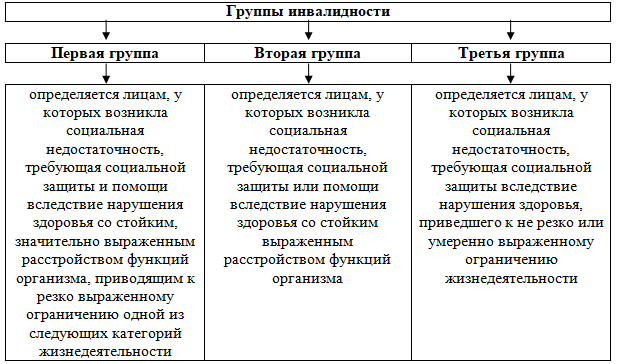 Группы инвалидности
Первая группа
Вторая группа
Третья группа
определяется лицам, у
которых возникла
социальная
недостаточность,
требующая социальной
защиты и помощи
вследствие нарушения
здоровья со стойким,
значительно выраженным
расстройством функций
организма, приводящим к
резко выраженному
ограничению одной из
следующих категорий
жизнедеятельности
определяется лицам, у
которых возникла
социальная
недостаточность,
требующая социальной
защиты или помощи
вследствие нарушения
здоровья со стойким
выраженным
расстройством функций
организма
определяется лицам, у
которых возникла
социальная
недостаточность,
требующая социальной
защиты вследствие
нарушения здоровья,
приведшего к не резко или
умеренно выраженному
ограничению
жизнедеятельности